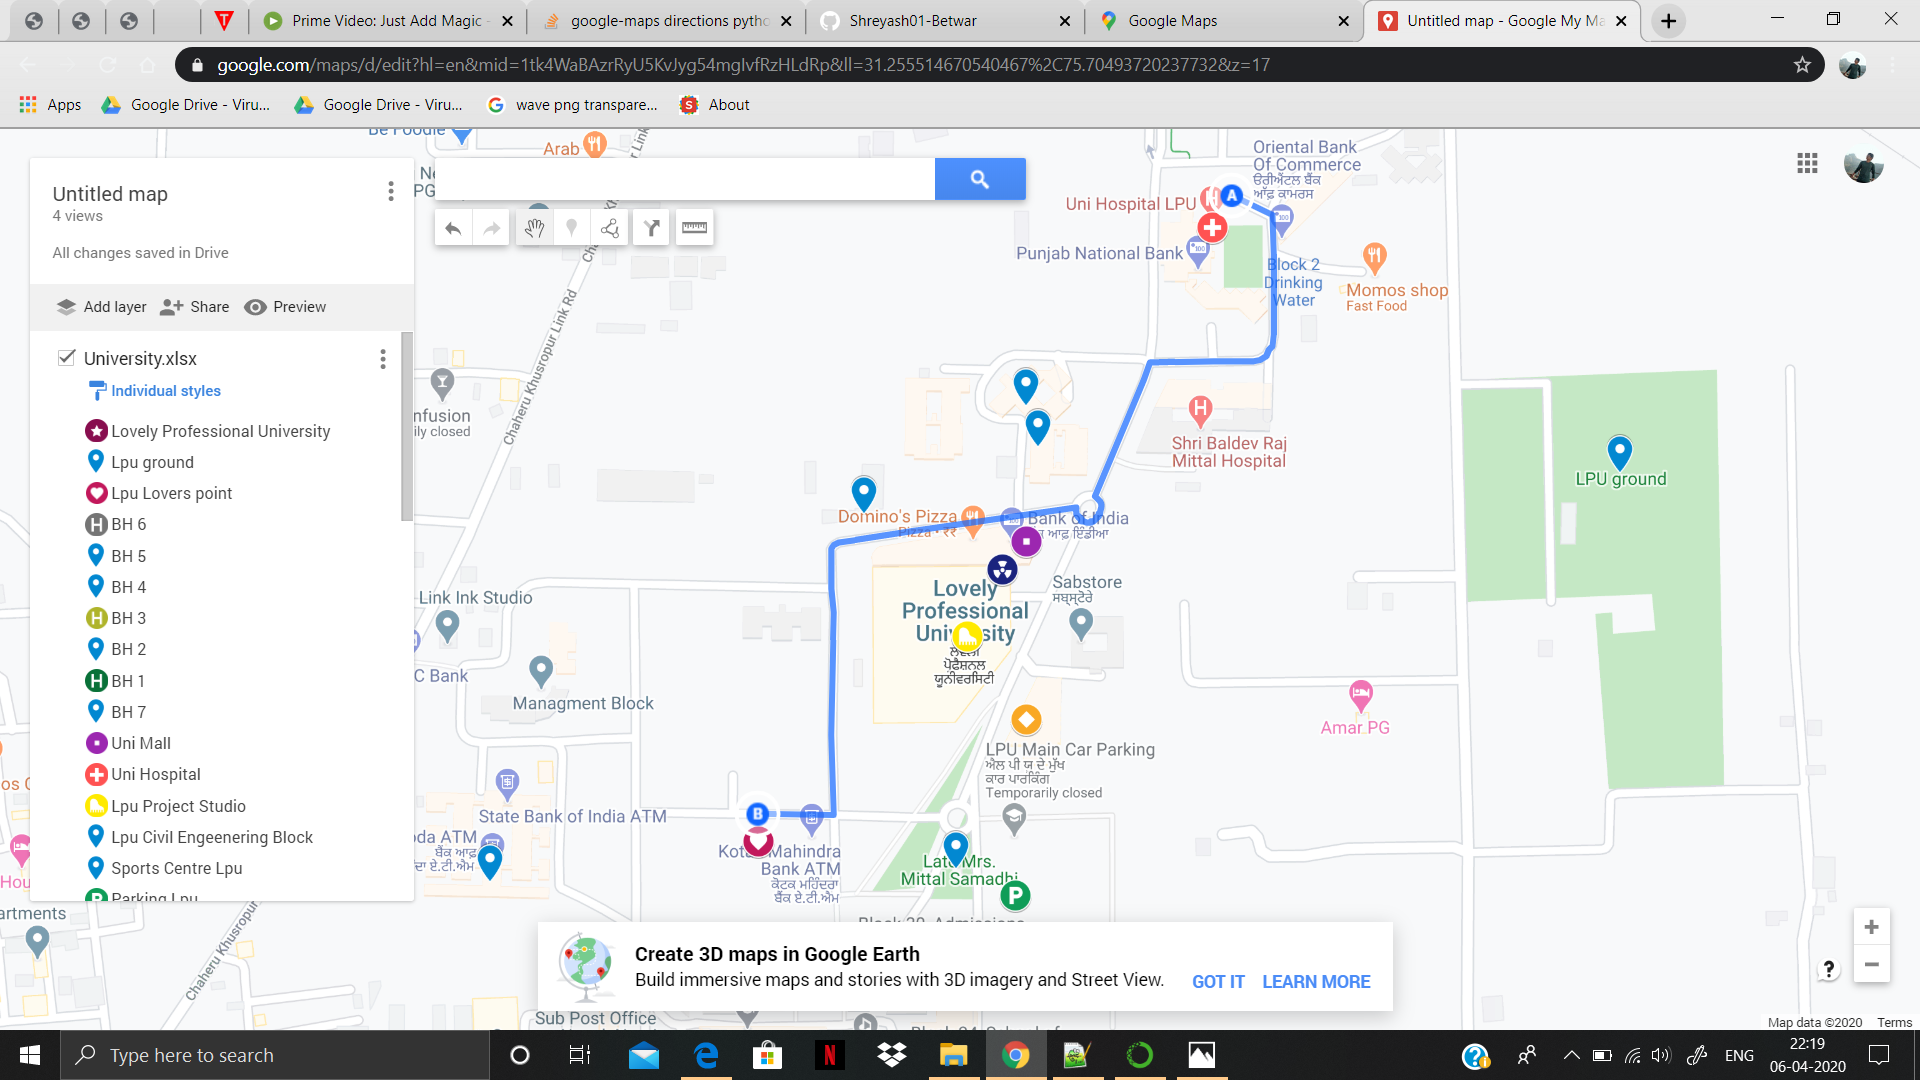 Prime Video: Just Add Magic -
google-maps directions pytho
Shreyash01-Betwar
Google Maps
Untitled map - Google My Ma
google.com/maps/d/edit?hl=en&mid=1tk4WaBAzrRyU5KvJyg54mgIvfRzHLdRp&ll=31.255514670540467%2C75.70493720237732&z=17
Apps
Google Drive - Viru...
Google Drive - Viru...
wave png transpare...
About
Be Foodie
Arab
Oriental Bank
Of Commerce
ਓਰੀਐਂਟਲ ਬੈਂਕ
ਆੱਫ਼ ਕਾਮਰਸ
Untitled map
4 views
All changes saved in Drive
Add layer
Share
Preview
University.xlsx
Individual styles
Lovely Professional University
Lpu ground
Lpu Lovers point
BH 6
BH 5
BH 4
BH 3
BH 2
BH 1
BH 7
Uni Mall
Uni Hospital
Lpu Project Studio
Lpu Civil Engeenering Block
Sports Centre Lpu
Parking Lpu
Uni Hospital LPU
A
Punjab National Bank
Block 2
Drinking
Water
Momos shop
Fast Food
Chaheru Khusropur Link Rd
nfusion
ily closed
Shri Baldev Raj
Mittal Hospital
LPU ground
Domino's Pizza
Pizza • ₹₹
Bank of India
ਆਫ਼ ਇੰਡੀਆ
Link Ink Studio
Lovely
Professional
University
ਲਵਲੀ
ਪ੍ਰੋਫੈਸ਼ਨਲ
ਯੂਨੀਵਰਸਿਟੀ
Sabstore
ਸਬਸਟੋਰੇ
C Bank
Managment Block
Amar PG
LPU Main Car Parking
ਐਲ ਪੀ ਯੂ ਦੇ ਮੁੱਖ
ਕਾਰ ਪਾਰਕਿੰਗ
Temporarily closed
State Bank of India ATM
B
oda ATM
Mahindra
Bank ATM
ਕੋਟਕ ਮਹਿੰਦਰਾ
ਬੈਂਕ ਏ.ਟੀ.ਐਮ
Late Mrs.
Mittal Samadhi
P
Hou
artments
Chaheru Khusropur
Create 3D maps in Google Earth
Build immersive maps and stories with 3D imagery and Street View.
GOT IT
LEARN MORE
Sub Post Office
Map data ©2020
Terms
Type here to search
ENG
22:19
06-04-2020